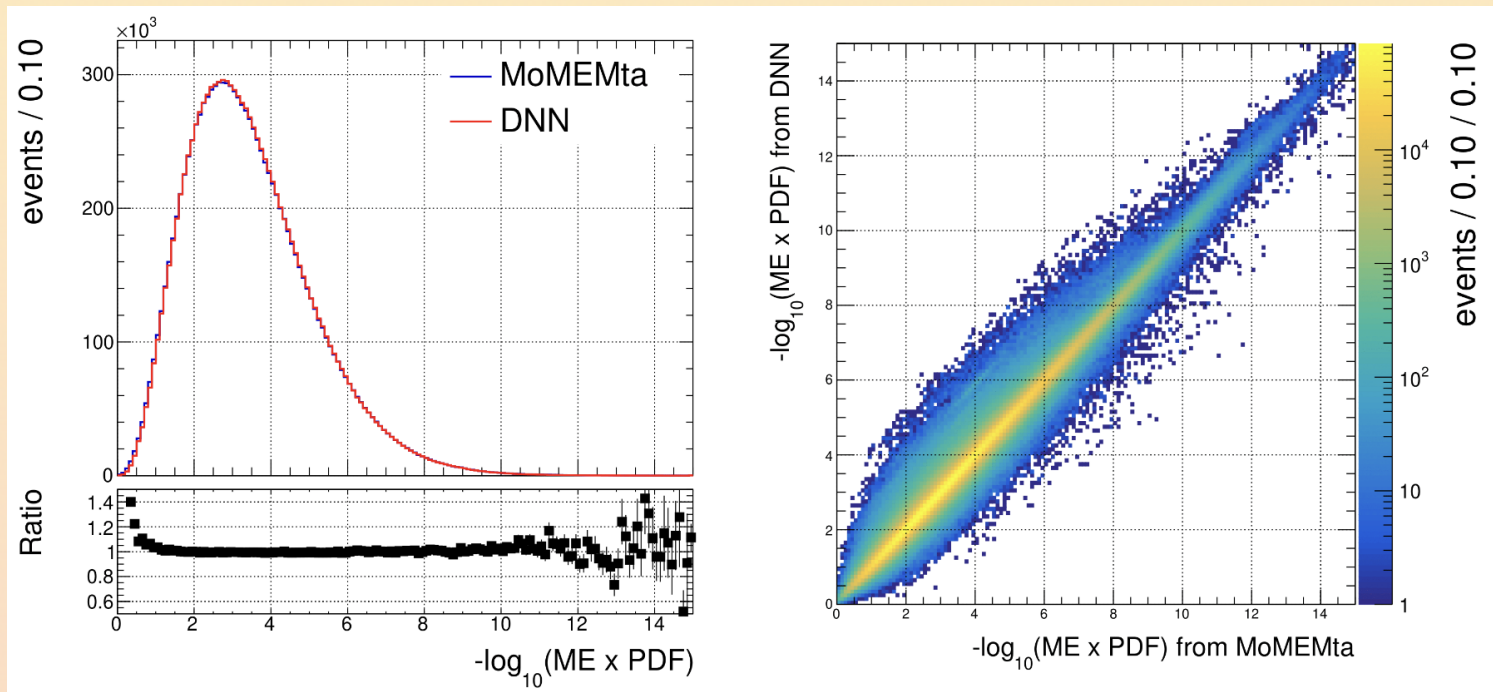 ×10³
events / 0.10
300
200
100
0
MoMEMta
DNN
Ratio
1.4
1.2
1
0.8
0.6
0 2 4 6 8 10 12 14
-log₁₀(ME x PDF)
-log₁₀(ME x PDF) from DNN
14
12
10
8
6
4
2
0
0 2 4 6 8 10 12 14
-log₁₀(ME x PDF) from MoMEMta
10⁴
10³
10²
10
1
events / 0.10 / 0.10